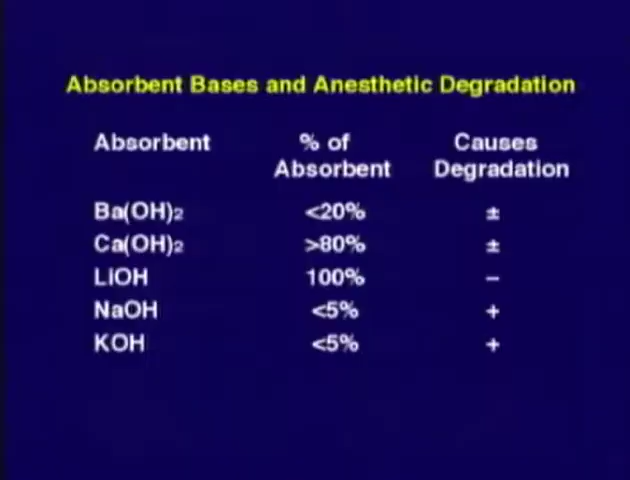 Absorbent Bases and Anesthetic Degradation
Absorbent % of Absorbent Causes Degradation
Ba(OH)₂ <20% ±
Ca(OH)₂ >80% ±
LiOH 100% –
NaOH <5% +
KOH <5% +